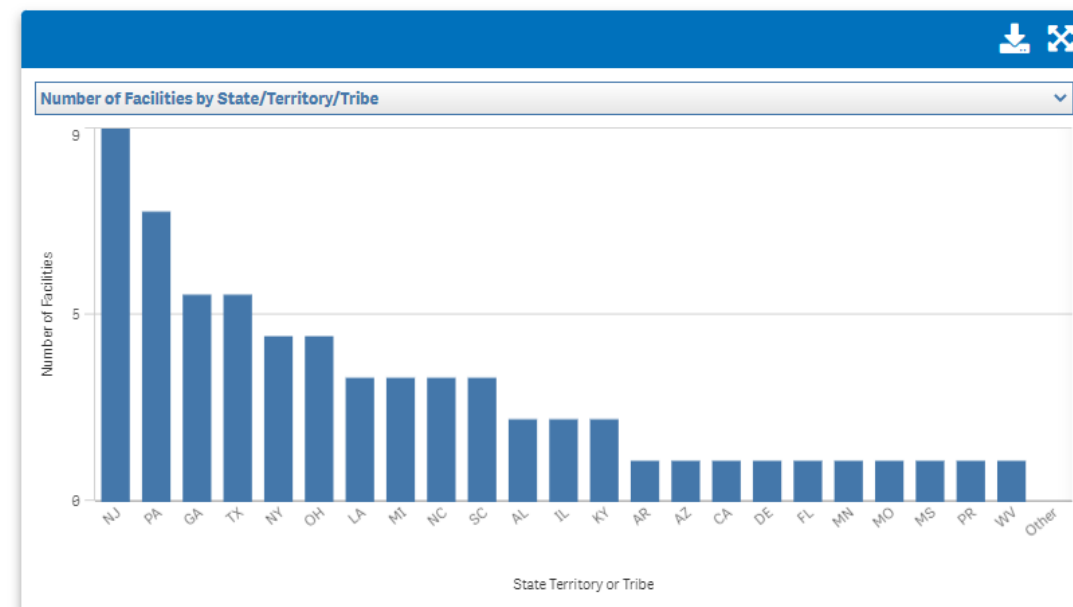 Number of Facilities by State/Territory/Tribe
9
5
0
Number of Facilities
NJ PA GA TX NY OH LA MI NC SC AL IL KY AR AZ CA DE FL MN MO MS PR WV Other
State Territory or Tribe